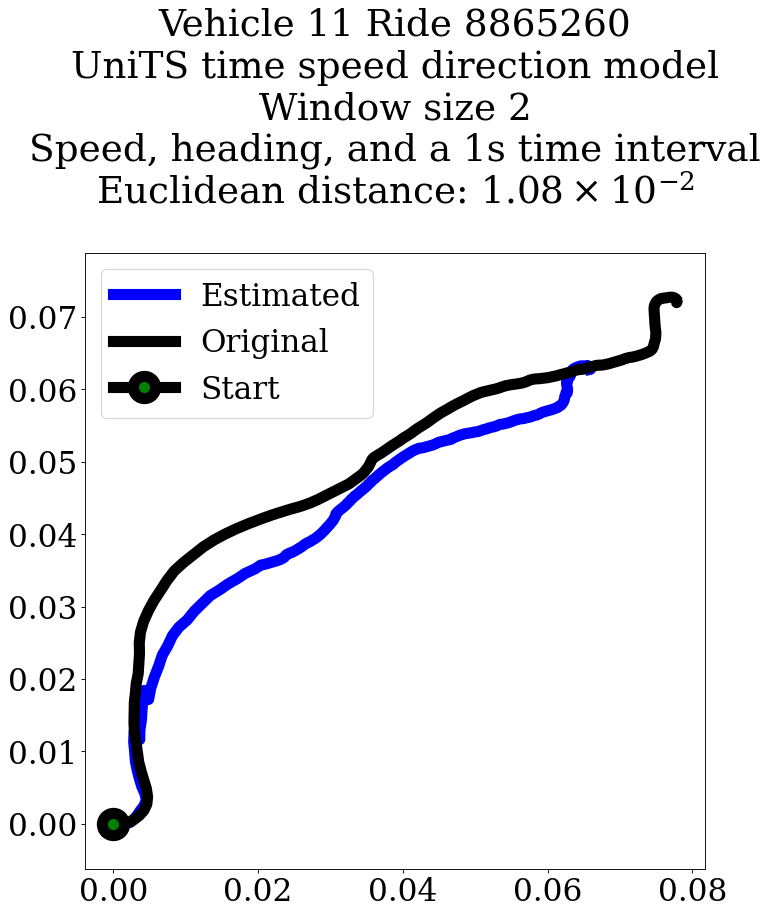 Vehicle 11 Ride 8865260
UniTS time speed direction model
Window size 2
Speed, heading, and a 1s time interval
Euclidean distance: 1.08 × 10⁻²
Estimated
Original
Start
0.07
0.06
0.05
0.04
0.03
0.02
0.01
0.00
0.00 0.02 0.04 0.06 0.08